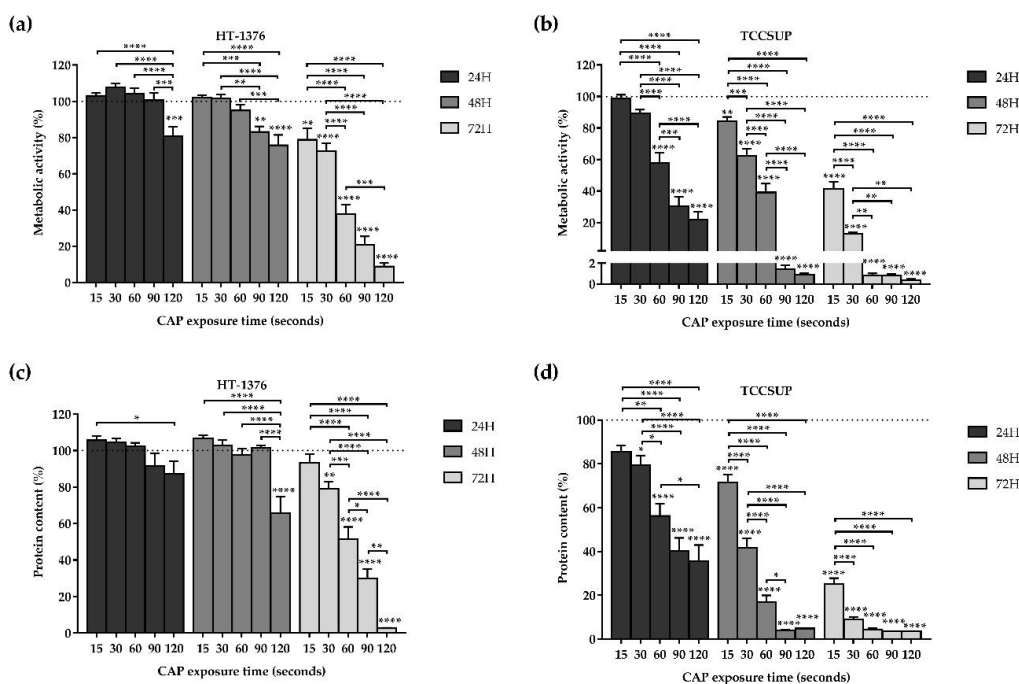 (a)
HT-1376
**** **** **** *** *** **** *** **** ** *** ** **** **** **** **** **** **** ** **** *** **** **** ****
Metabolic activity (%)
120
100
80
60
40
20
0
15 30 60 90 120 15 30 60 90 120 15 30 60 90 120
CAP exposure time (seconds)
24H
48H
72H
(b)
TCCSUP
Metabolic activity (%)
100
80
60
40
20
2
0
15 30 60 90 120 15 30 60 90 120 15 30 60 90 120
CAP exposure time (seconds)
24H
48H
72H
(c)
HT-1376
Protein content (%)
120
100
80
60
40
20
0
15 30 60 90 120 15 30 60 90 120 15 30 60 90 120
CAP exposure time (seconds)
24H
48H
72H
(d)
TCCSUP
Protein content (%)
100
80
60
40
20
0
15 30 60 90 120 15 30 60 90 120 15 30 60 90 120
CAP exposure time (seconds)
24H
48H
72H